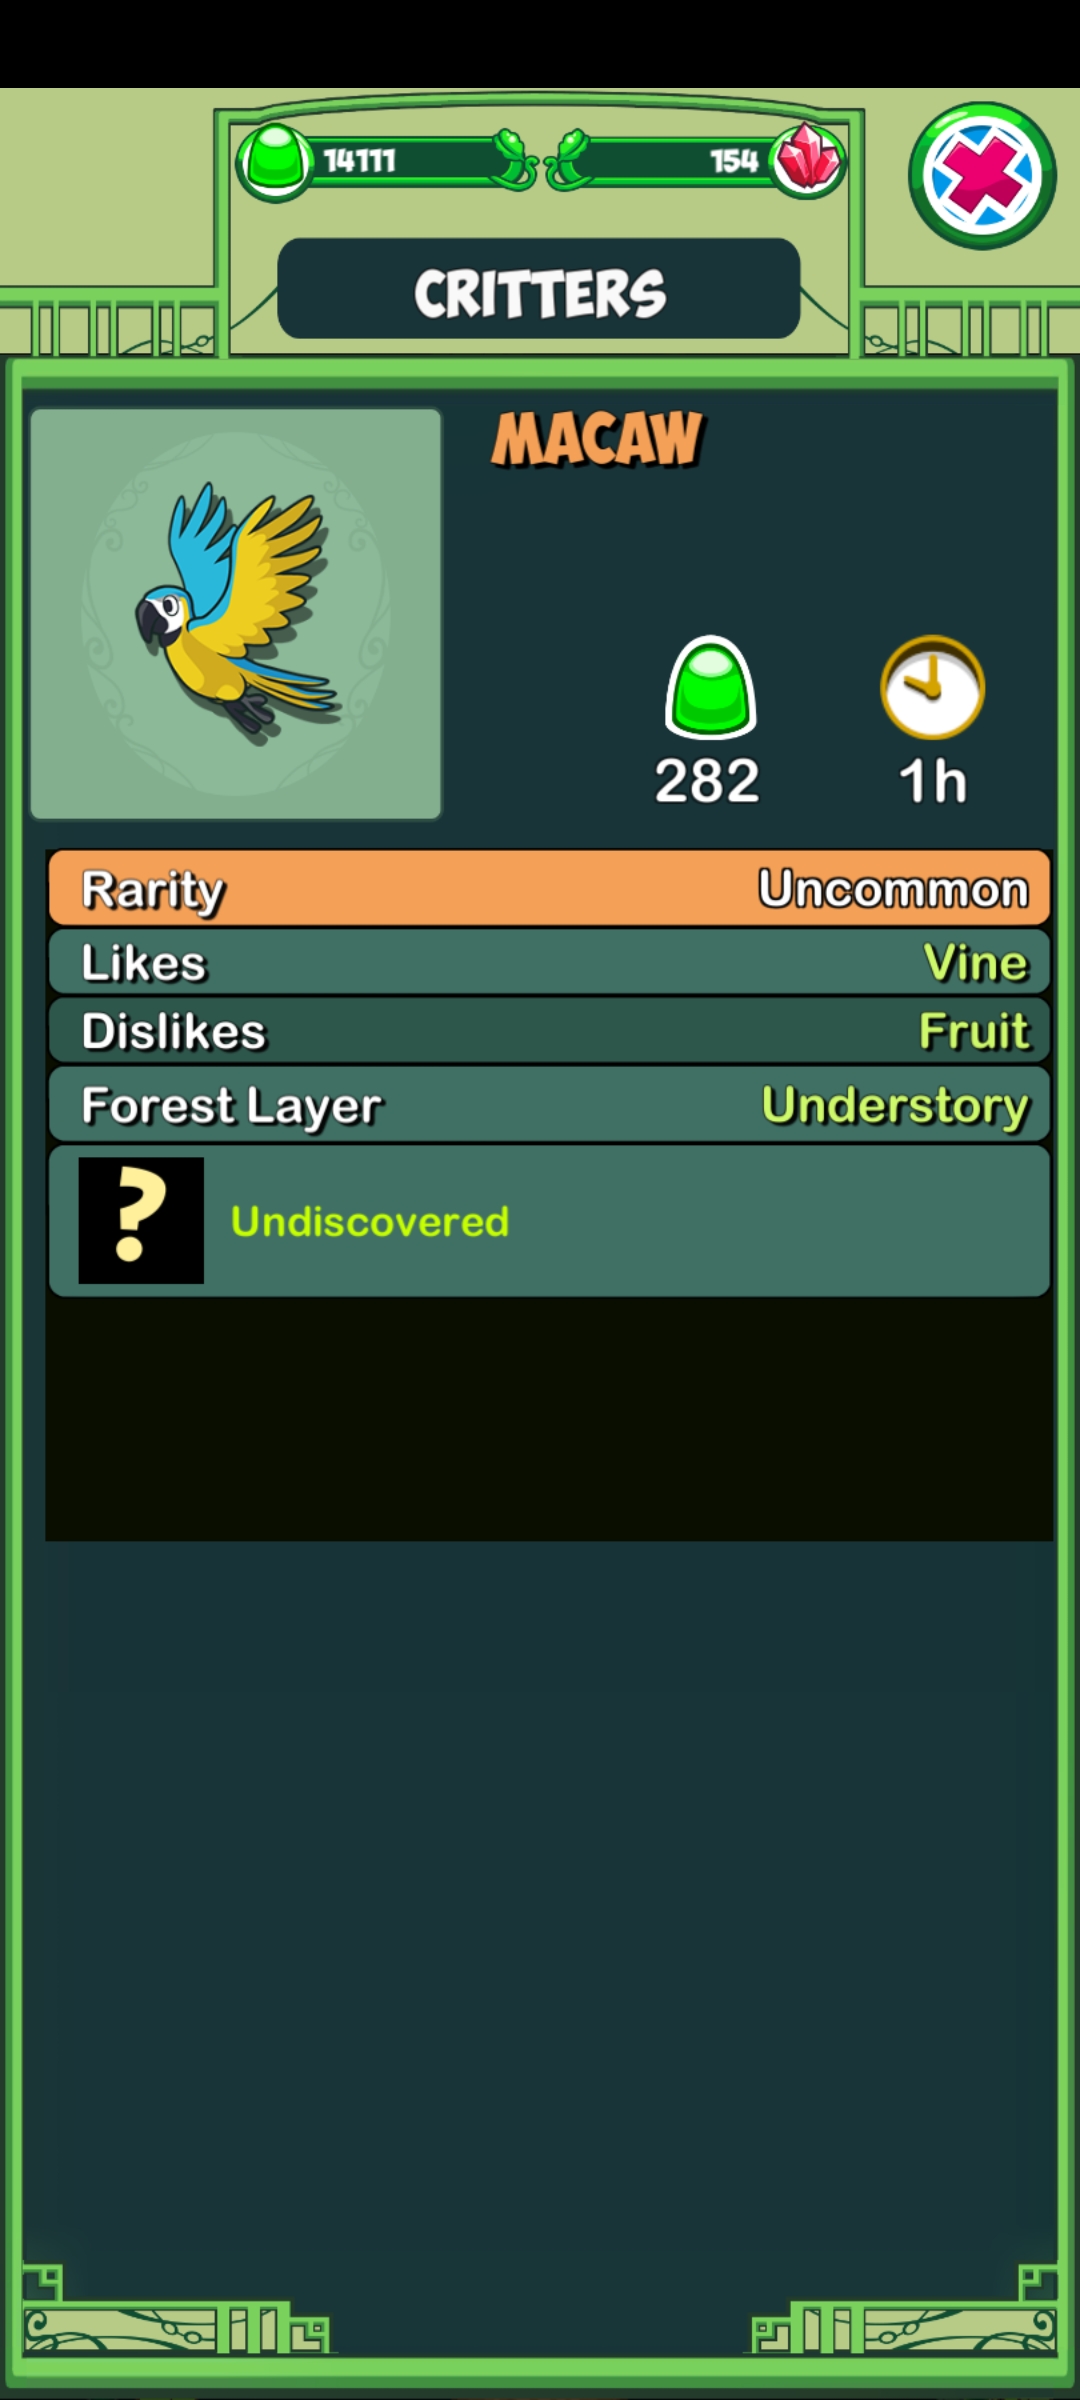 14111
154
CRITTERS
MACAW
282
1h
Rarity Uncommon
Likes Vine
Dislikes Fruit
Forest Layer Understory
? Undiscovered